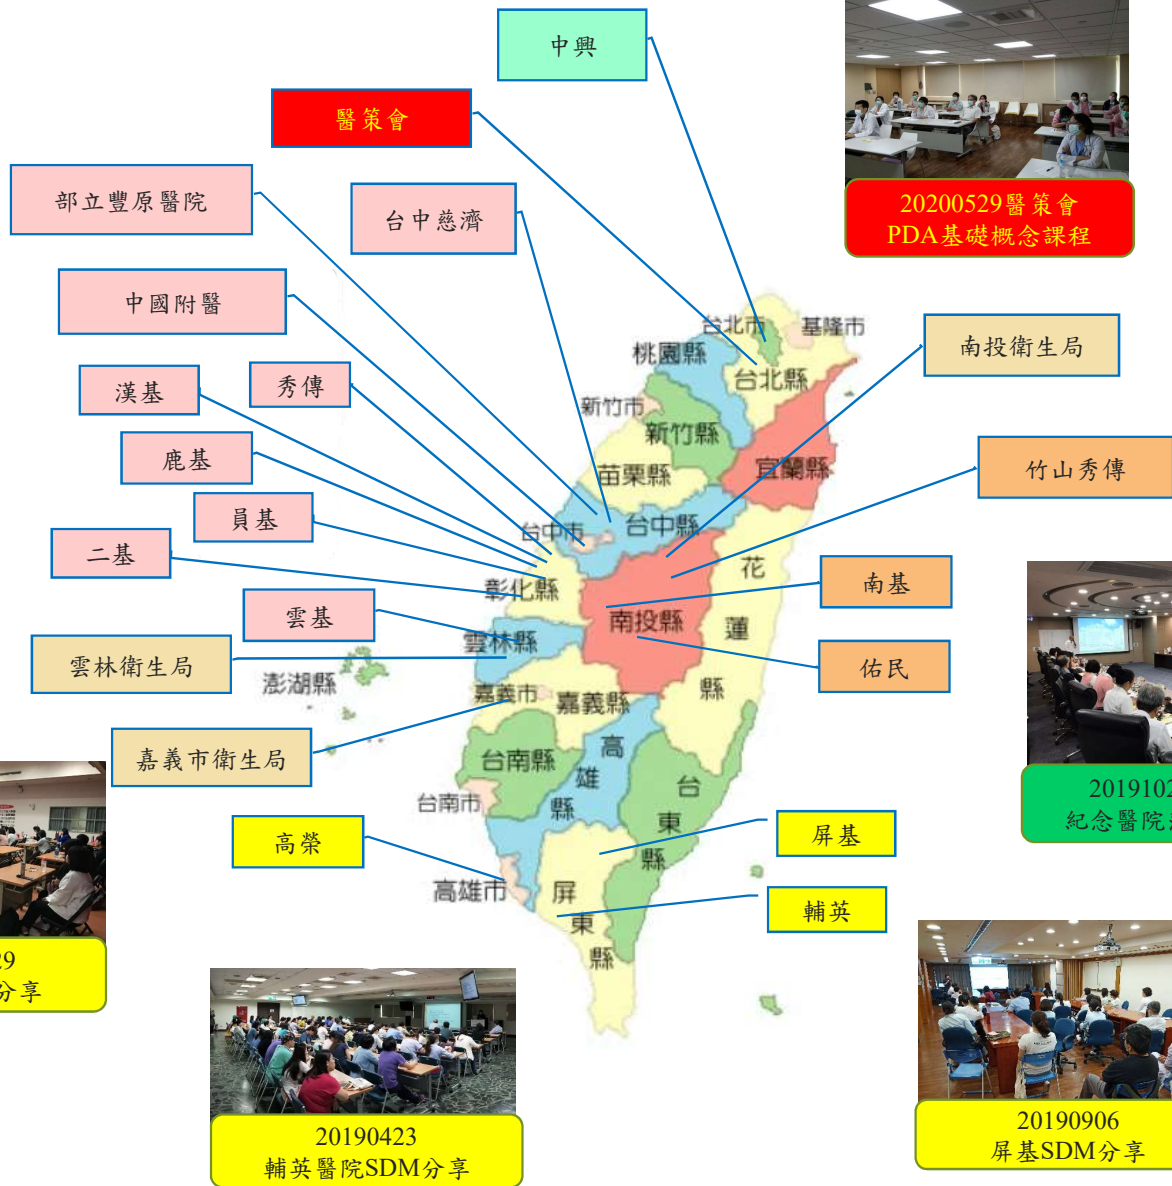 中興
醫策會
部立豐原醫院
台中慈濟
20200529醫策會
PDA基礎概念課程
中國附醫
漢基
秀傳
鹿基
員基
二基
雲基
雲林衛生局
嘉義市衛生局
高榮
南投衛生局
竹山秀傳
南基
佑民
屏基
輔英
台北市
基隆市
桃園縣
台北縣
新竹市
新竹縣
宜蘭縣
苗栗縣
台中市
台中縣
花蓮縣
彰化縣
南投縣
雲林縣
澎湖縣
嘉義市
嘉義縣
台南縣
高雄縣
台東縣
台南市
高雄市
屏東縣
2019102
紀念醫院
29
分享
20190423
輔英醫院SDM分享
20190906
屏基SDM分享